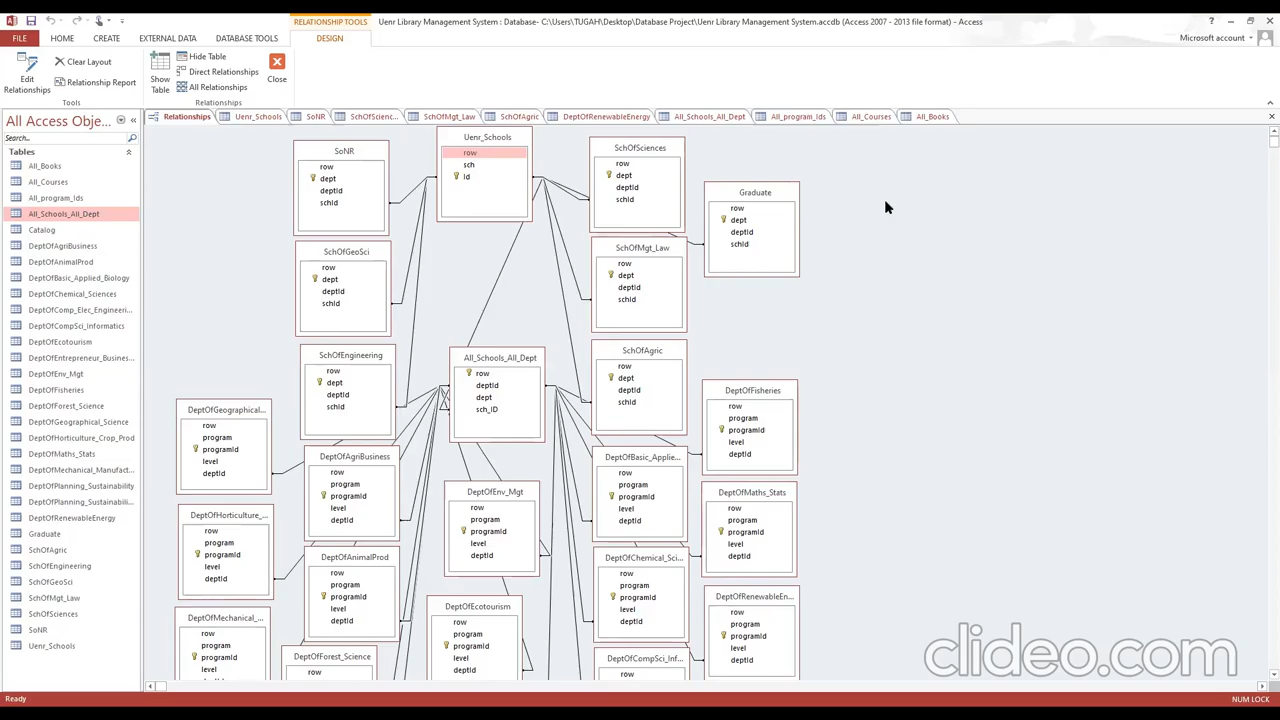 RELATIONSHIP TOOLS
Uenr Library Management System : Database- C:\Users\TUGAH\Desktop\Database Project\Uenr Library Management System.accdb (Access 2007 - 2013 file format) - Access
FILE
HOME
CREATE
EXTERNAL DATA
DATABASE TOOLS
DESIGN
Microsoft account
Edit
Relationships
Clear Layout
Relationship Report
Tools
Show
Table
Hide Table
Direct Relationships
All Relationships
Relationships
Close
All Access Obje...
Search...
Tables
All_Books
All_Courses
All_program_Ids
All_Schools_All_Dept
Catalog
DeptOfAgriBusiness
DeptOfAnimalProd
DeptOfBasic_Applied_Biology
DeptOfChemical_Sciences
DeptOfComp_Elec_Engineeri...
DeptOfCompSci_Informatics
DeptOfEcotourism
DeptOfEntrepreneur_Busines...
DeptOfEnv_Mgt
DeptOfFisheries
DeptOfForest_Science
DeptOfGeographical_Science
DeptOfHorticulture_Crop_Prod
DeptOfMaths_Stats
DeptOfMechanical_Manufact...
DeptOfPlanning_Sustainability
DeptOfPlanning_Sustainabili...
DeptOfRenewableEnergy
Graduate
SchOfAgric
SchOfEngineering
SchOfGeoSci
SchOfMgt_Law
SchOfSciences
SoNR
Uenr_Schools
Relationships
Uenr_Schools
SoNR
SchOfScienc...
SchOfMgt_Law
SchOfAgric
DeptOfRenewableEnergy
All_Schools_All_Dept
All_program_Ids
All_Courses
All_Books
SoNR
row
dept
deptId
schId
Uenr_Schools
row
sch
Id
SchOfSciences
row
dept
deptId
schId
Graduate
row
dept
deptId
schId
SchOfGeoSci
row
dept
deptId
schId
SchOfMgt_Law
row
dept
deptId
schId
SchOfEngineering
row
dept
deptId
schId
All_Schools_All_Dept
row
deptId
dept
sch_ID
SchOfAgric
row
dept
deptId
schId
DeptOfFisheries
row
program
programId
level
deptId
DeptOfGeographical...
row
program
programId
level
deptId
DeptOfAgriBusiness
row
program
programId
level
deptId
DeptOfEnv_Mgt
row
program
programId
level
deptId
DeptOfBasic_Applie...
row
program
programId
level
deptId
DeptOfMaths_Stats
row
program
programId
level
deptId
DeptOfHorticulture_...
row
program
programId
level
deptId
DeptOfAnimalProd
row
program
programId
level
deptId
DeptOfChemical_Sci...
row
program
programId
level
deptId
DeptOfRenewableEn...
row
program
programId
level
deptId
DeptOfMechanical_...
row
program
programId
level
DeptOfForest_Science
row
DeptOfEcotourism
row
program
programId
level
deptId
DeptOfCompSci_Inf...
row
clideo.com
Ready
NUM LOCK